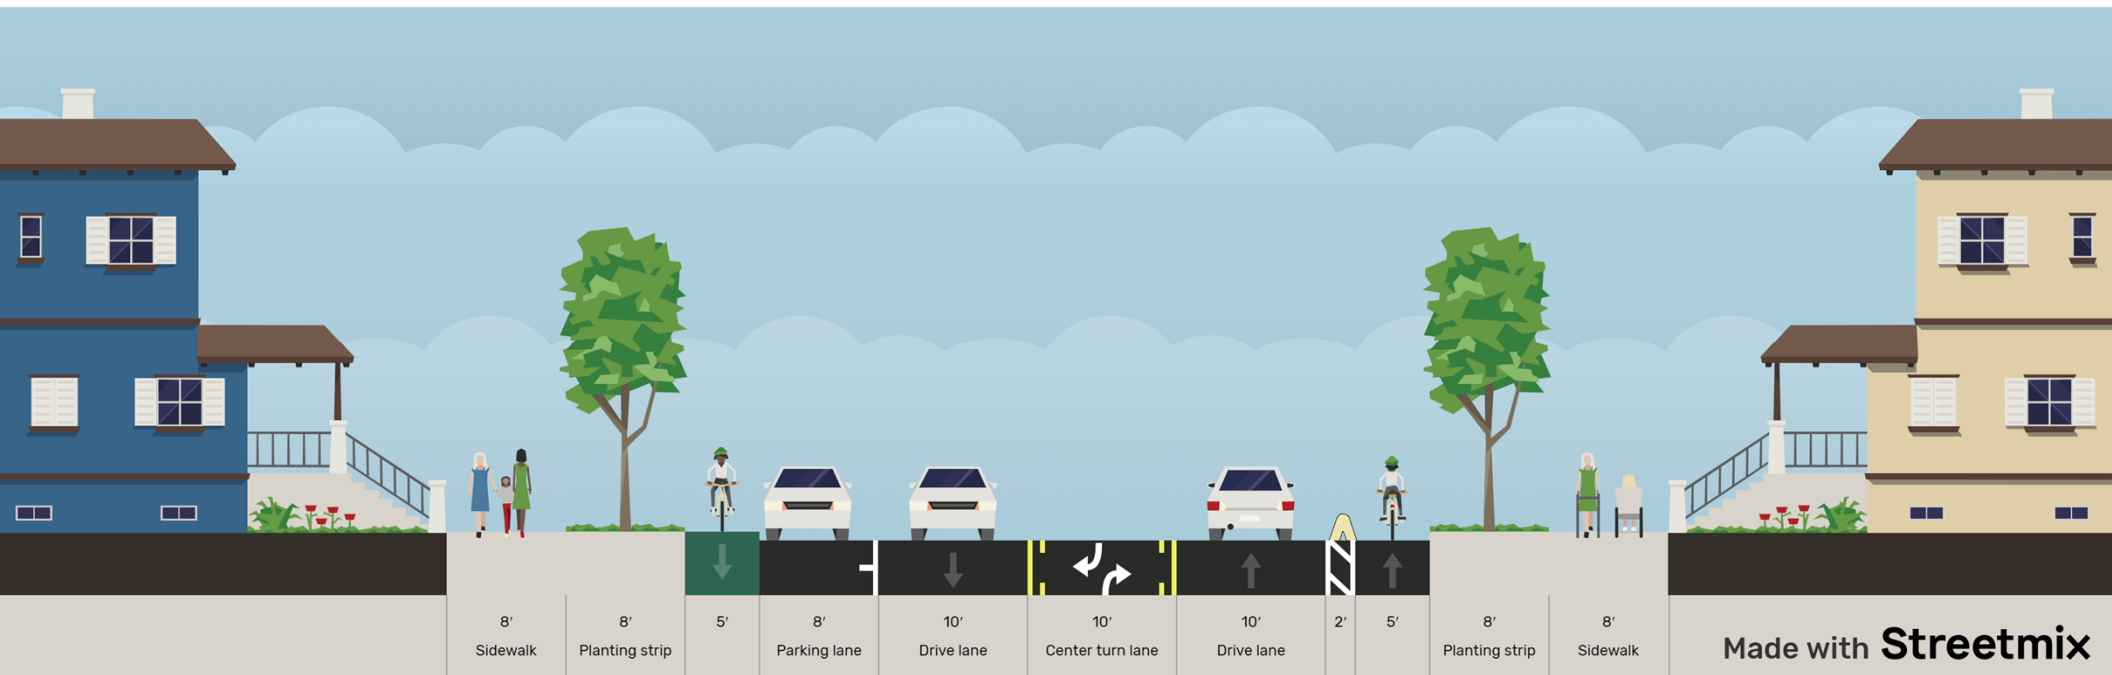 8′
8′
5′
8′
10′
10′
10′
2′
5′
8′
8′
Sidewalk
Planting strip
Parking lane
Drive lane
Center turn lane
Drive lane
Planting strip
Sidewalk
Made with Streetmix